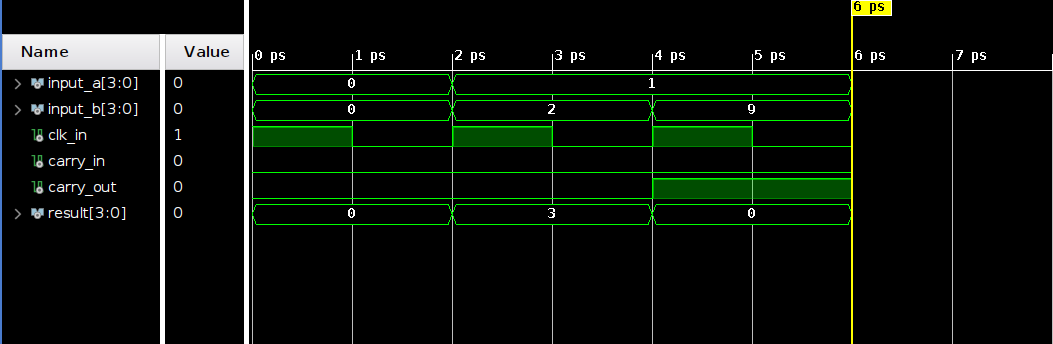 6 ps
Name Value
0 ps 1 ps 2 ps 3 ps 4 ps 5 ps 6 ps 7 ps
input_a[3:0] 0 0 1
input_b[3:0] 0 0 2 9
clk_in 1
carry_in 0
carry_out 0
result[3:0] 0 0 3 0